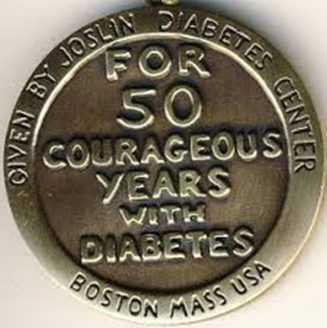 GIVEN BY JOSLIN DIABETES CENTER
FOR
50
COURAGEOUS
YEARS
WITH
DIABETES
BOSTON MASS USA